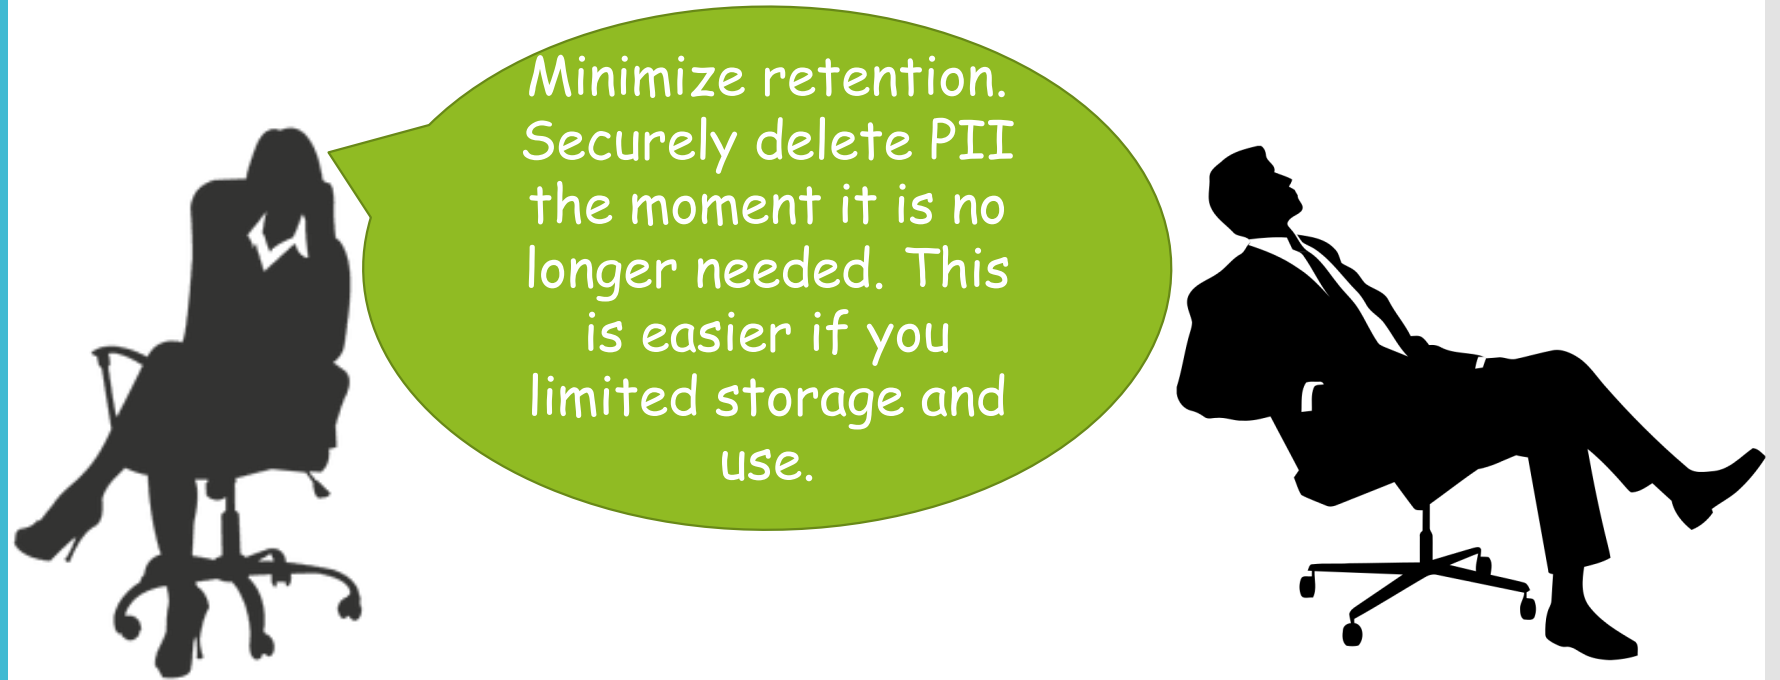 Minimize retention.
Securely delete PII
the moment it is no
longer needed. This
is easier if you
limited storage and
use.